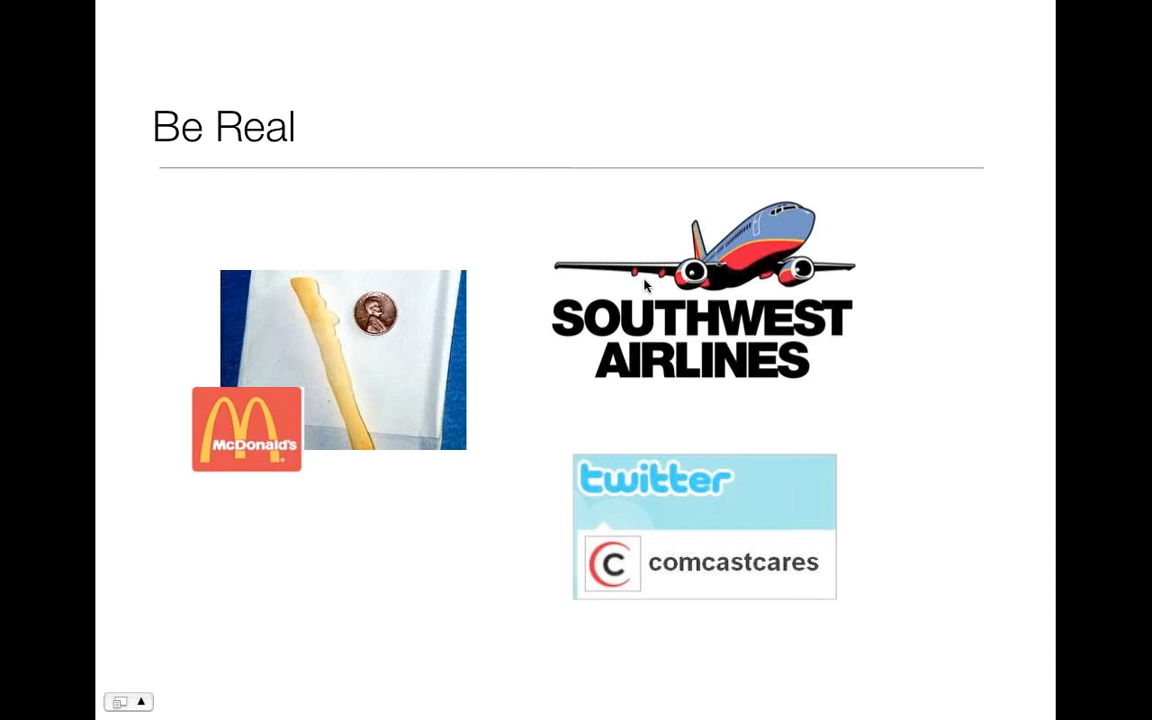 Be Real
McDonald's
SOUTHWEST
AIRLINES
twitter
C comcastcares